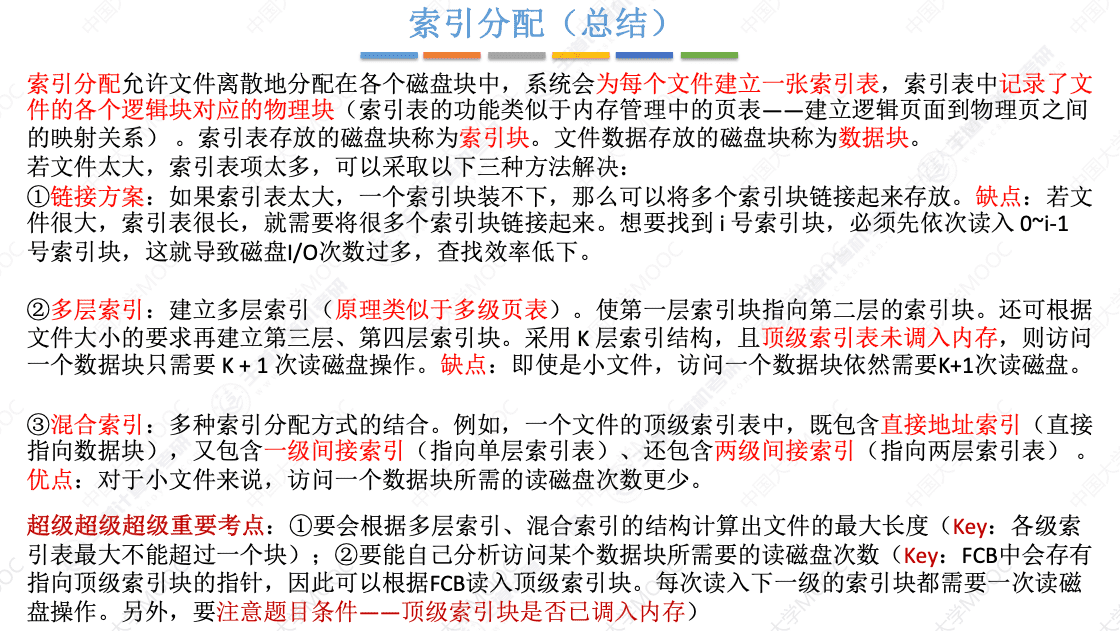 索引分配（总结）
索引分配允许文件离散地分配在各个磁盘块中，系统会为每个文件建立一张索引表，索引表中记录了文
件的各个逻辑块对应的物理块（索引表的功能类似于内存管理中的页表——建立逻辑页面到物理页之间
的映射关系）。索引表存放的磁盘块称为索引块。文件数据存放的磁盘块称为数据块。
若文件太大，索引表项太多，可以采取以下三种方法解决：
①链接方案：如果索引表太大，一个索引块装不下，那么可以将多个索引块链接起来存放。缺点：若文
件很大，索引表很长，就需要将很多个索引块链接起来。想要找到 i 号索引块，必须先依次读入 0~i-1
号索引块，这就导致磁盘I/O次数过多，查找效率低下。
②多层索引：建立多层索引（原理类似于多级页表）。使第一层索引块指向第二层的索引块。还可根据
文件大小的要求再建立第三层、第四层索引块。采用 K 层索引结构，且顶级索引表未调入内存，则访问
一个数据块只需要 K + 1 次读磁盘操作。缺点：即使是小文件，访问一个数据块依然需要K+1次读磁盘。
③混合索引：多种索引分配方式的结合。例如，一个文件的顶级索引表中，既包含直接地址索引（直接
指向数据块），又包含一级间接索引（指向单层索引表）、还包含两级间接索引（指向两层索引表）。
优点：对于小文件来说，访问一个数据块所需的读磁盘次数更少。
超级超级超级重要考点：①要会根据多层索引、混合索引的结构计算出文件的最大长度（Key：各级索
引表最大不能超过一个块）；②要能自己分析访问某个数据块所需要的读磁盘次数（Key：FCB中会存有
指向顶级索引块的指针，因此可以根据FCB读入顶级索引块。每次读入下一级的索引块都需要一次读磁
盘操作。另外，要注意题目条件——顶级索引块是否已调入内存）